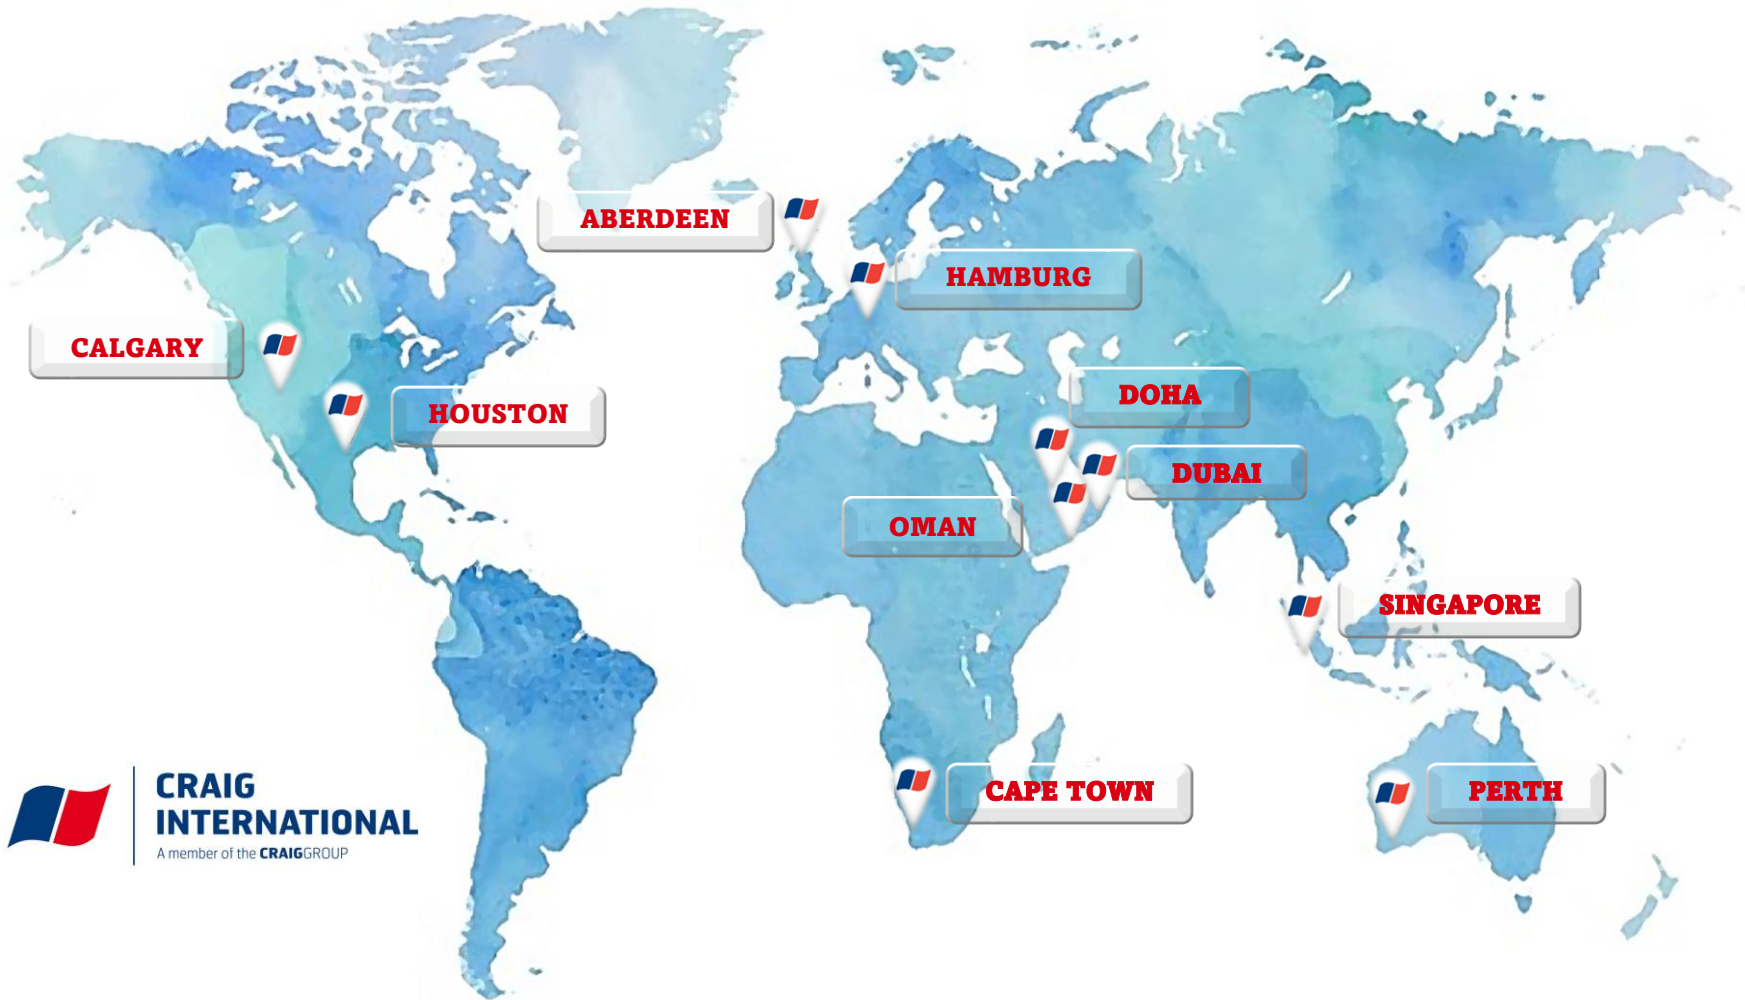 ABERDEEN
HAMBURG
CALGARY
HOUSTON
DOHA
DUBAI
OMAN
SINGAPORE
CAPE TOWN
PERTH
CRAIG
INTERNATIONAL
A member of the CRAIGGROUP